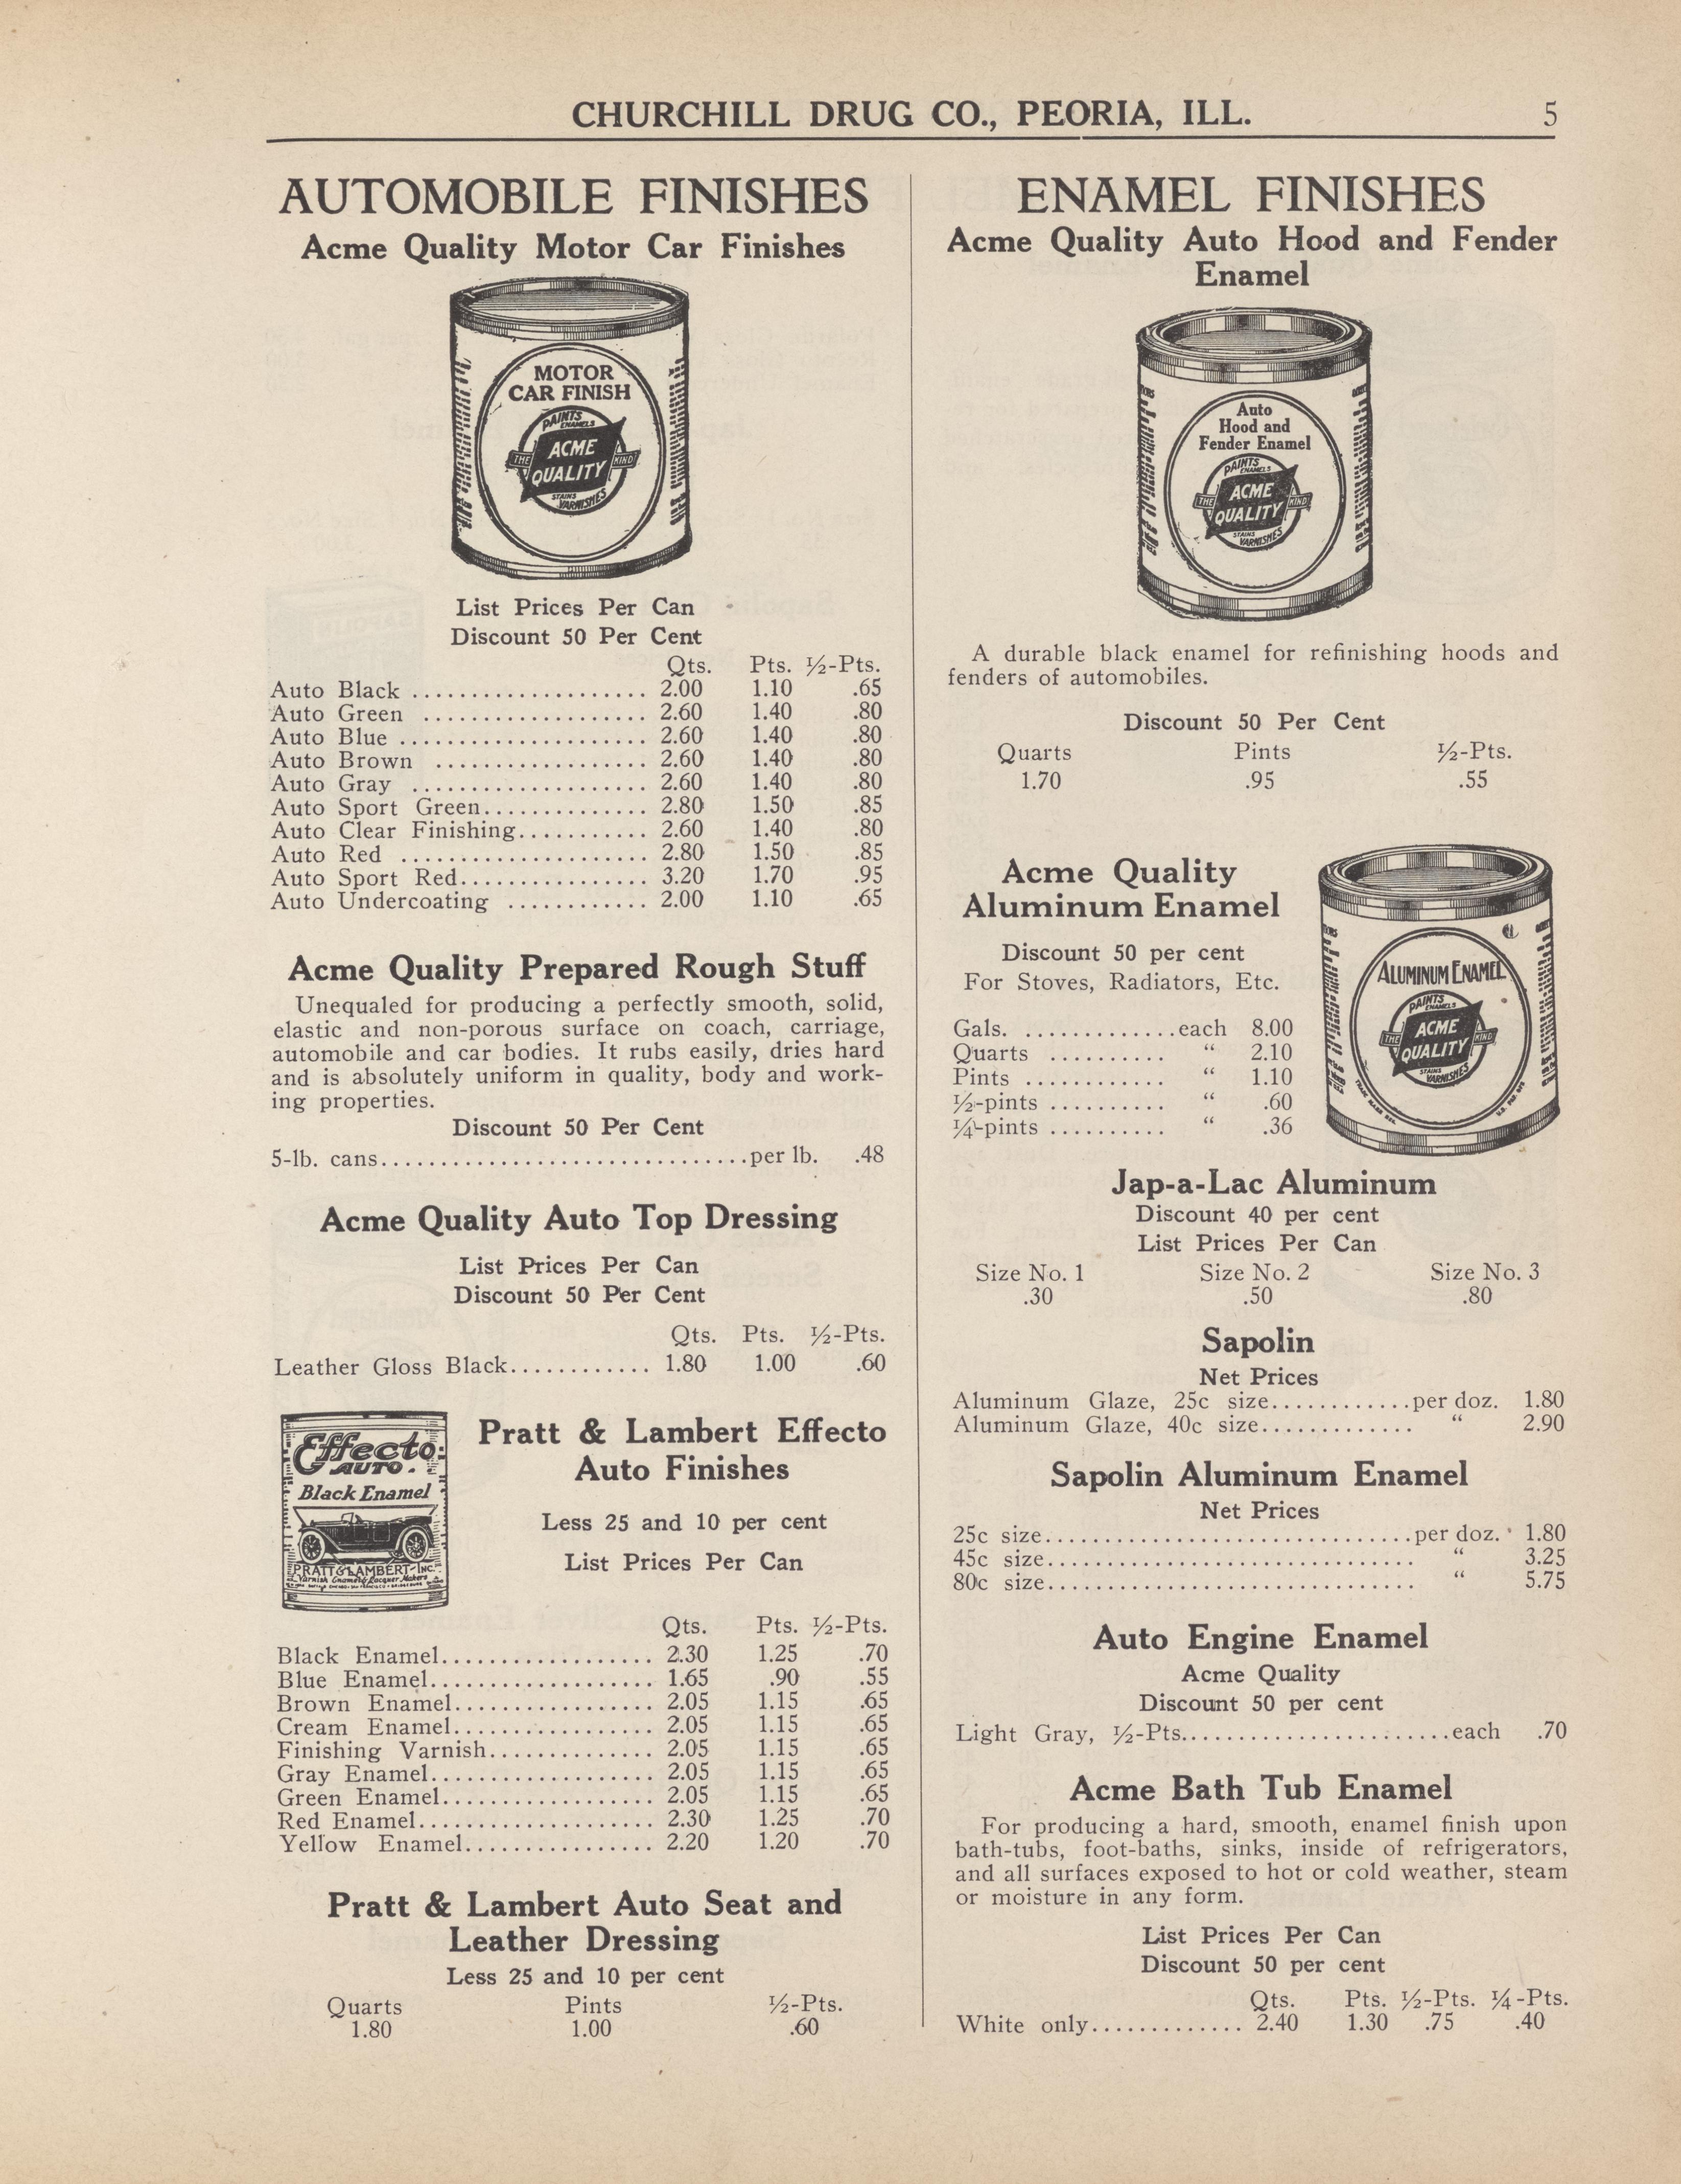 CHURCHILL DRUG CO., PEORIA, ILL. 5
AUTOMOBILE FINISHES
Acme Quality Motor Car Finishes
MOTOR
CAR FINISH
PAINTS
ENAMELS
THE ACME KIND
QUALITY
STAINS
VARNISHES
List Prices Per Can
Discount 50 Per Cent
Qts. Pts. ½-Pts.
Auto Black .................... 2.00 1.10 .65
Auto Green ................... 2.60 1.40 .80
Auto Blue ..................... 2.60 1.40 .80
Auto Brown .................. 2.60 1.40 .80
Auto Gray .................... 2.60 1.40 .80
Auto Sport Green.............. 2.80 1.50 .85
Auto Clear Finishing........... 2.60 1.40 .80
Auto Red ..................... 2.80 1.50 .85
Auto Sport Red................ 3.20 1.70 .95
Auto Undercoating ............ 2.00 1.10 .65
Acme Quality Prepared Rough Stuff
Unequaled for producing a perfectly smooth, solid,
elastic and non-porous surface on coach, carriage,
automobile and car bodies. It rubs easily, dries hard
and is absolutely uniform in quality, body and work-
ing properties.
Discount 50 Per Cent
5-lb. cans...............................per lb. .48
Acme Quality Auto Top Dressing
List Prices Per Can
Discount 50 Per Cent
Qts. Pts. ½-Pts.
Leather Gloss Black............ 1.80 1.00 .60
Effecto
AUTO
Black Enamel
PRATT & LAMBERT-INC.
Varnish Enamel & Lacquer Makers
Pratt & Lambert Effecto
Auto Finishes
Less 25 and 10 per cent
List Prices Per Can
Qts. Pts. ½-Pts.
Black Enamel.................. 2.30 1.25 .70
Blue Enamel................... 1.65 .90 .55
Brown Enamel................. 2.05 1.15 .65
Cream Enamel................. 2.05 1.15 .65
Finishing Varnish.............. 2.05 1.15 .65
Gray Enamel................... 2.05 1.15 .65
Green Enamel.................. 2.05 1.15 .65
Red Enamel.................... 2.30 1.25 .70
Yellow Enamel................ 2.20 1.20 .70
Pratt & Lambert Auto Seat and
Leather Dressing
Less 25 and 10 per cent
Quarts Pints ½-Pts.
1.80 1.00 .60
ENAMEL FINISHES
Acme Quality Auto Hood and Fender
Enamel
Auto
Hood and
Fender Enamel
PAINTS
ENAMELS
THE ACME KIND
QUALITY
STAINS
VARNISHES
A durable black enamel for refinishing hoods and
fenders of automobiles.
Discount 50 Per Cent
Quarts Pints ½-Pts.
1.70 .95 .55
Acme Quality
Aluminum Enamel
Discount 50 per cent
For Stoves, Radiators, Etc.
Gals. .............each 8.00
Quarts .......... “ 2.10
Pints ............ “ 1.10
½-pints .......... “ .60
¼-pints .......... “ .36
ALUMINUM ENAMEL
PAINTS
ENAMELS
THE ACME KIND
QUALITY
STAINS
VARNISHES
Jap-a-Lac Aluminum
Discount 40 per cent
List Prices Per Can
Size No. 1 Size No. 2 Size No. 3
.30 .50 .80
Sapolin
Net Prices
Aluminum Glaze, 25c size............per doz. 1.80
Aluminum Glaze, 40c size............. “ 2.90
Sapolin Aluminum Enamel
Net Prices
25c size...............................per doz. 1.80
45c size............................... “ 3.25
80c size............................... “ 5.75
Auto Engine Enamel
Acme Quality
Discount 50 per cent
Light Gray, ½-Pts.......................each .70
Acme Bath Tub Enamel
For producing a hard, smooth, enamel finish upon
bath-tubs, foot-baths, sinks, inside of refrigerators,
and all surfaces exposed to hot or cold weather, steam
or moisture in any form.
List Prices Per Can
Discount 50 per cent
Qts. Pts. ½-Pts. ¼-Pts.
White only............. 2.40 1.30 .75 .40